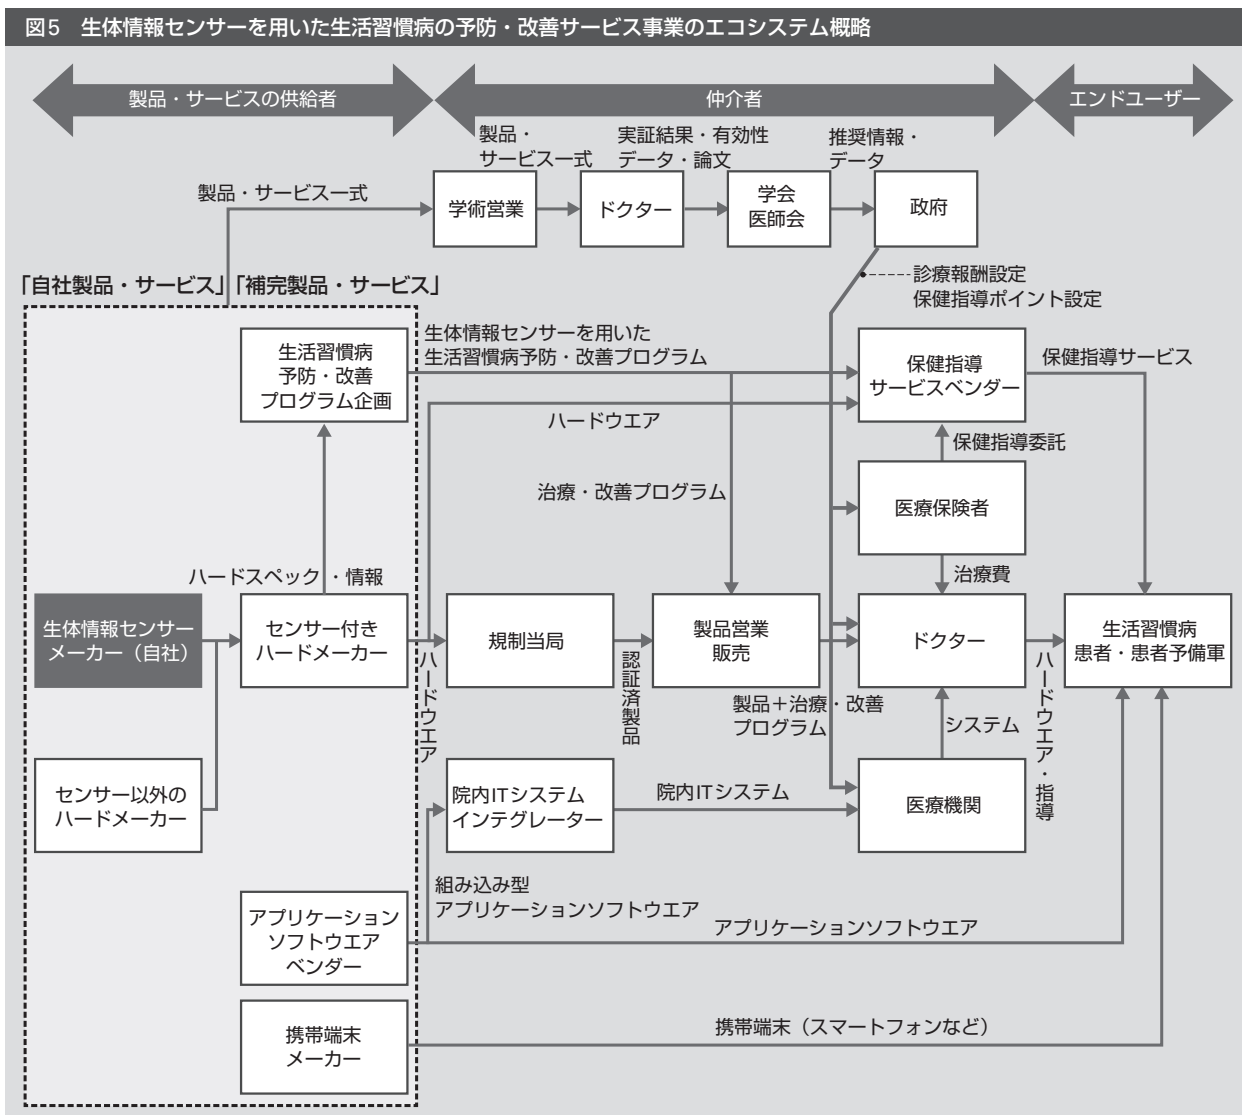 図5 生体情報センサーを用いた生活習慣病の予防・改善サービス事業のエコシステム概略
製品・サービスの供給者
仲介者
エンドユーザー
製品・
サービス一式
実証結果・有効性
データ・論文
推奨情報・
データ
製品・サービス一式
学術営業
ドクター
学会
医師会
政府
「自社製品・サービス」
「補完製品・サービス」
診療報酬設定
保健指導ポイント設定
生活習慣病
予防・改善
プログラム企画
生体情報センサーを用いた
生活習慣病予防・改善プログラム
保健指導
サービスベンダー
保健指導サービス
ハードウエア
保健指導委託
治療・改善プログラム
医療保険者
ハードスペック・情報
治療費
生体情報センサー
メーカー（自社）
センサー付き
ハードメーカー
規制当局
製品営業
販売
ドクター
生活習慣病
患者・患者予備軍
ハードウエア
認証済製品
製品＋治療・改善
プログラム
システム
ハードウエア・指導
センサー以外の
ハードメーカー
院内ITシステム
インテグレーター
院内ITシステム
医療機関
組み込み型
アプリケーションソフトウエア
アプリケーション
ソフトウエア
ベンダー
アプリケーションソフトウエア
携帯端末
メーカー
携帯端末（スマートフォンなど）